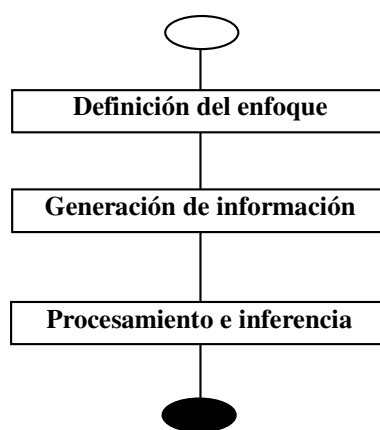 Definición del enfoque
Generación de información
Procesamiento e inferencia